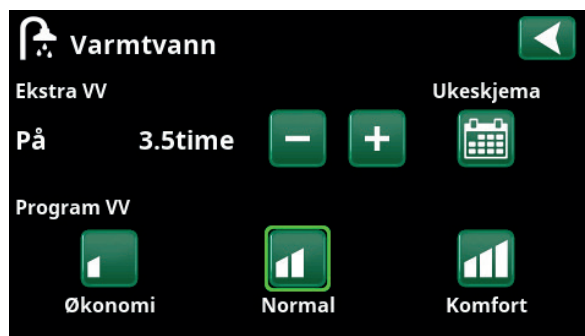 Varmtvann
Ekstra VV
Ukeskjema
På 3.5time
Program VV
Økonomi Normal Komfort